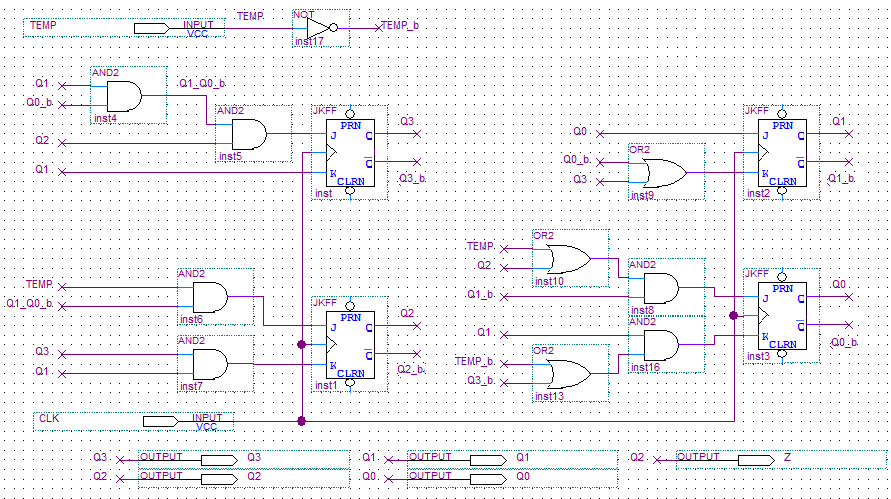 TEMP INPUT VCC TEMP NOT inst17 TEMP_b
Q1 Q0_b AND2 inst4 Q1_Q0_b
Q2 AND2 inst5
Q1
JKFF PRN J Q Q K CLRN inst Q3 Q3_b
Q0
Q0_b Q3 OR2 inst9
JKFF PRN J Q Q K CLRN inst2 Q1 Q1_b
TEMP Q1_Q0_b AND2 inst6
Q3 Q1 AND2 inst7
JKFF PRN J Q Q K CLRN inst1 Q2 Q2_b
TEMP Q2 OR2 inst10
Q1_b AND2 inst8
Q1 AND2 inst16
TEMP_b Q3_b OR2 inst13
JKFF PRN J Q Q K CLRN inst3 Q0 Q0_b
CLK INPUT VCC
Q3 OUTPUT Q3 Q1 OUTPUT Q1 Q2 OUTPUT Z
Q2 OUTPUT Q2 Q0 OUTPUT Q0